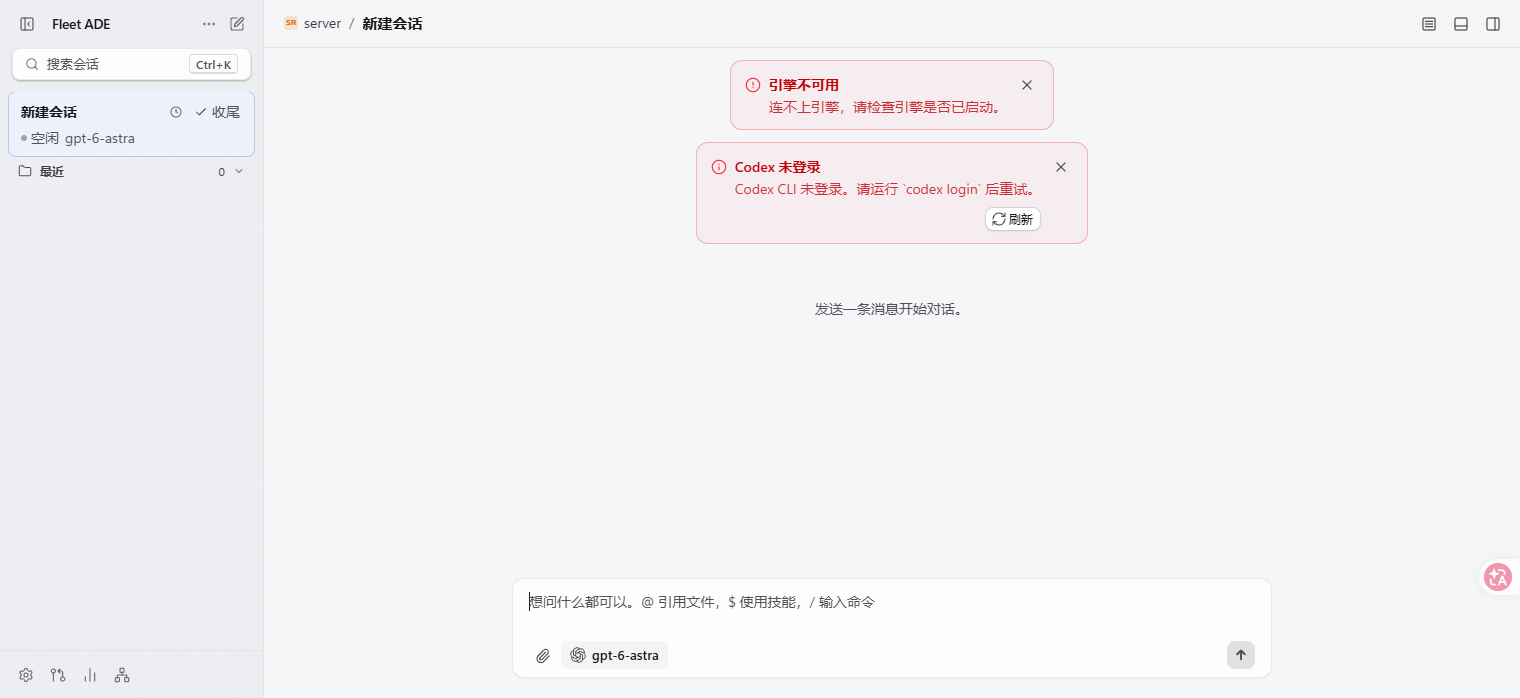 Fleet ADE
搜索会话
Ctrl+K
新建会话
收尾
空闲 gpt-6-astra
最近
0
SR server / 新建会话
引擎不可用
连不上引擎，请检查引擎是否已启动。
Codex 未登录
Codex CLI 未登录。请运行 `codex login` 后重试。
刷新
发送一条消息开始对话。
想问什么都可以。@ 引用文件，$ 使用技能，/ 输入命令
gpt-6-astra